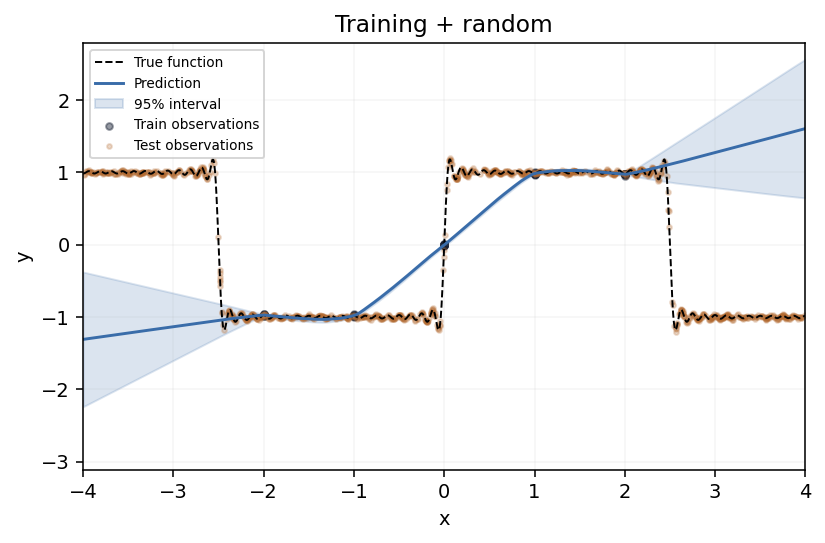 Training + random
True function
Prediction
95% interval
Train observations
Test observations
y
2
1
0
−1
−2
−3
−4 −3 −2 −1 0 1 2 3 4
x